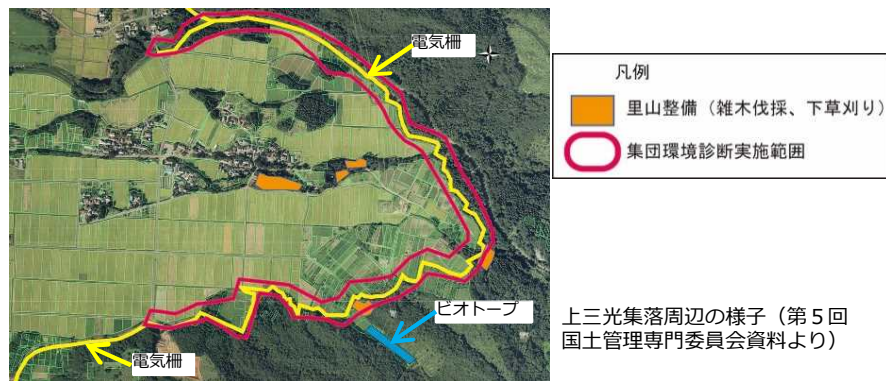 電気柵
ビオトープ
電気柵
凡例
里山整備（雑木伐採、下草刈り）
集団環境診断実施範囲
上三光集落周辺の様子（第５回
国土管理専門委員会資料より）